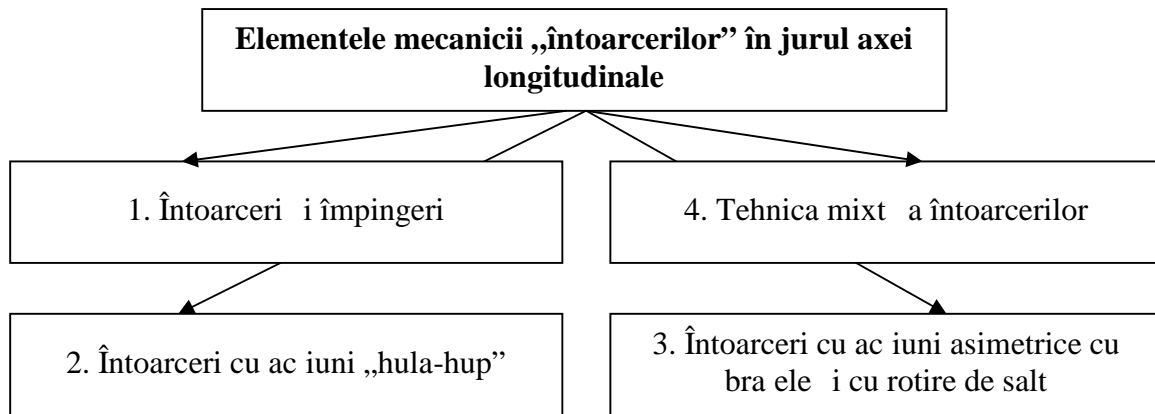 Elementele mecanicii „întoarcerilor” în jurul axei
longitudinale
1. Întoarceri i împingeri
4. Tehnica mixt a întoarcerilor
2. Întoarceri cu ac iuni „hula-hup”
3. Întoarceri cu ac iuni asimetrice cu
bra ele i cu rotire de salt